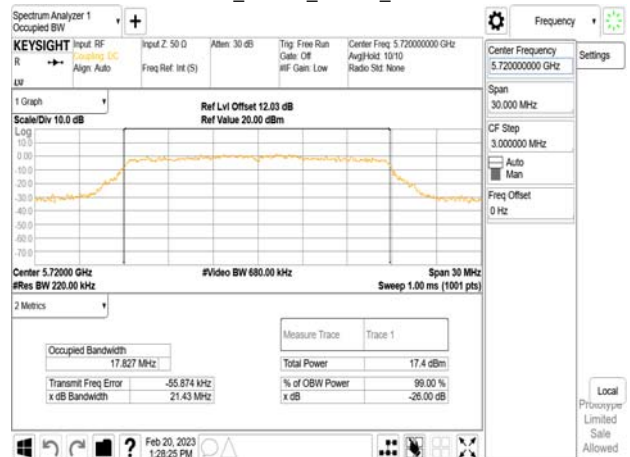 Spectrum Analyzer 1
Occupied BW
Frequency
KEYSIGHT
Input: RF
Coupling: DC
Align: Auto
Input Z: 50 Ω
Freq Ref: Int (S)
Atten: 30 dB
Trig: Free Run
Gate: Off
#IF Gain: Low
Center Freq: 5.720000000 GHz
Avg|Hold: 10/10
Radio Std: None
R
LXI
Center Frequency
5.720000000 GHz
Settings
Span
30.000 MHz
CF Step
3.000000 MHz
Auto
Man
Freq Offset
0 Hz
1 Graph
Scale/Div 10.0 dB
Ref Lvl Offset 12.03 dB
Ref Value 20.00 dBm
Log
10.0
0.00
-10.0
-20.0
-30.0
-40.0
-50.0
-60.0
-70.0
Center 5.72000 GHz
#Res BW 220.00 kHz
#Video BW 680.00 kHz
Span 30 MHz
Sweep 1.00 ms (1001 pts)
2 Metrics
Measure Trace Trace 1
Occupied Bandwidth
17.827 MHz
Total Power 17.4 dBm
Transmit Freq Error -55.874 kHz
% of OBW Power 99.00 %
x dB Bandwidth 21.43 MHz
x dB -26.00 dB
Local
Prototype
Limited
Sale
Allowed
?
Feb 20, 2023
1:28:25 PM